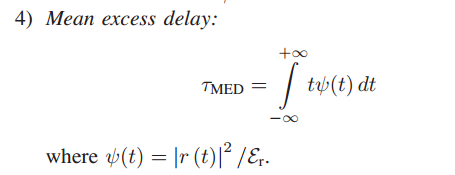 4) Mean excess delay:
τMED = ∫_{-∞}^{+∞} tψ(t) dt
where ψ(t) = |r (t)|² /ℰr.